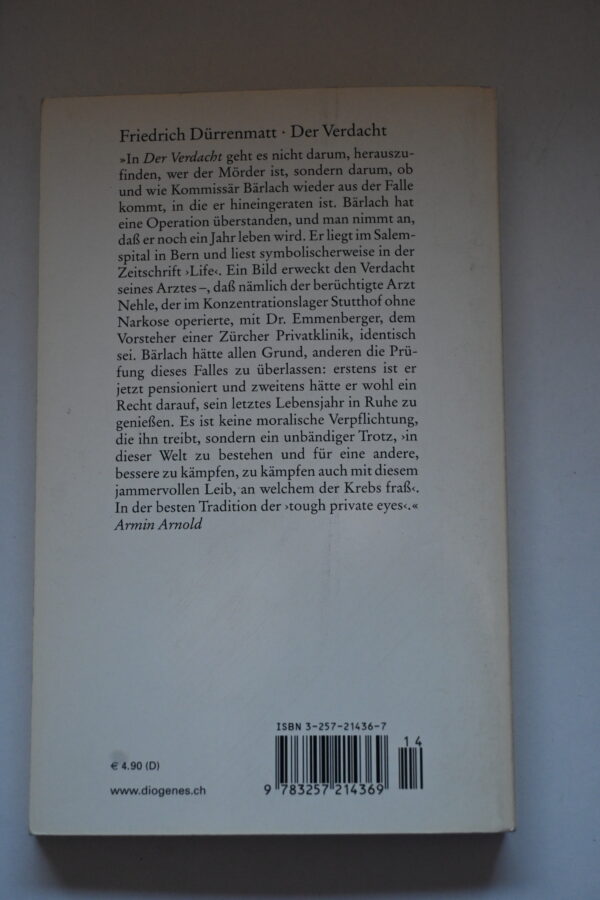 Friedrich Dürrenmatt · Der Verdacht
»In Der Verdacht geht es nicht darum, herauszu-
finden, wer der Mörder ist, sondern darum, ob
und wie Kommissär Bärlach wieder aus der Falle
kommt, in die er hineingeraten ist. Bärlach hat
eine Operation überstanden, und man nimmt an,
daß er noch ein Jahr leben wird. Er liegt im Salem-
spital in Bern und liest symbolischerweise in der
Zeitschrift ›Life‹. Ein Bild erweckt den Verdacht
seines Arztes –, daß nämlich der berüchtigte Arzt
Nehle, der im Konzentrationslager Stutthof ohne
Narkose operierte, mit Dr. Emmenberger, dem
Vorsteher einer Zürcher Privatklinik, identisch
sei. Bärlach hätte allen Grund, anderen die Prü-
fung dieses Falles zu überlassen: erstens ist er
jetzt pensioniert und zweitens hätte er wohl ein
Recht darauf, sein letztes Lebensjahr in Ruhe zu
genießen. Es ist keine moralische Verpflichtung,
die ihn treibt, sondern ein unbändiger Trotz, ›in
dieser Welt zu bestehen und für eine andere,
bessere zu kämpfen, zu kämpfen auch mit diesem
jammervollen Leib, an welchem der Krebs fraß‹.
In der besten Tradition der ›tough private eyes‹.«
Armin Arnold
ISBN 3-257-21436-7
14
€ 4.90 (D)
www.diogenes.ch
9 783257 214369